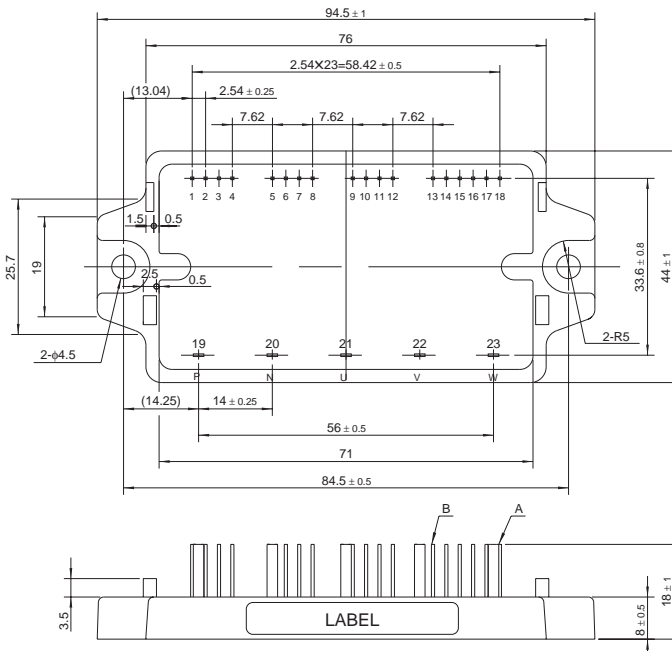 94.5 ± 1
76
2.54X23=58.42 ± 0.5
(13.04) 2.54 ± 0.25
7.62 7.62 7.62
1 2 3 4 5 6 7 8 9 10 11 12 13 14 15 16 17 18
1.5 0.5
25.7
19
2.5 0.5
33.6 ± 0.8
44 ± 1
2-ϕ4.5
2-R5
19 20 21 22 23
P N U V W
(14.25) 14 ± 0.25
56 ± 0.5
71
84.5 ± 0.5
B A
3.5
LABEL
8 ± 0.5
18 ± 1